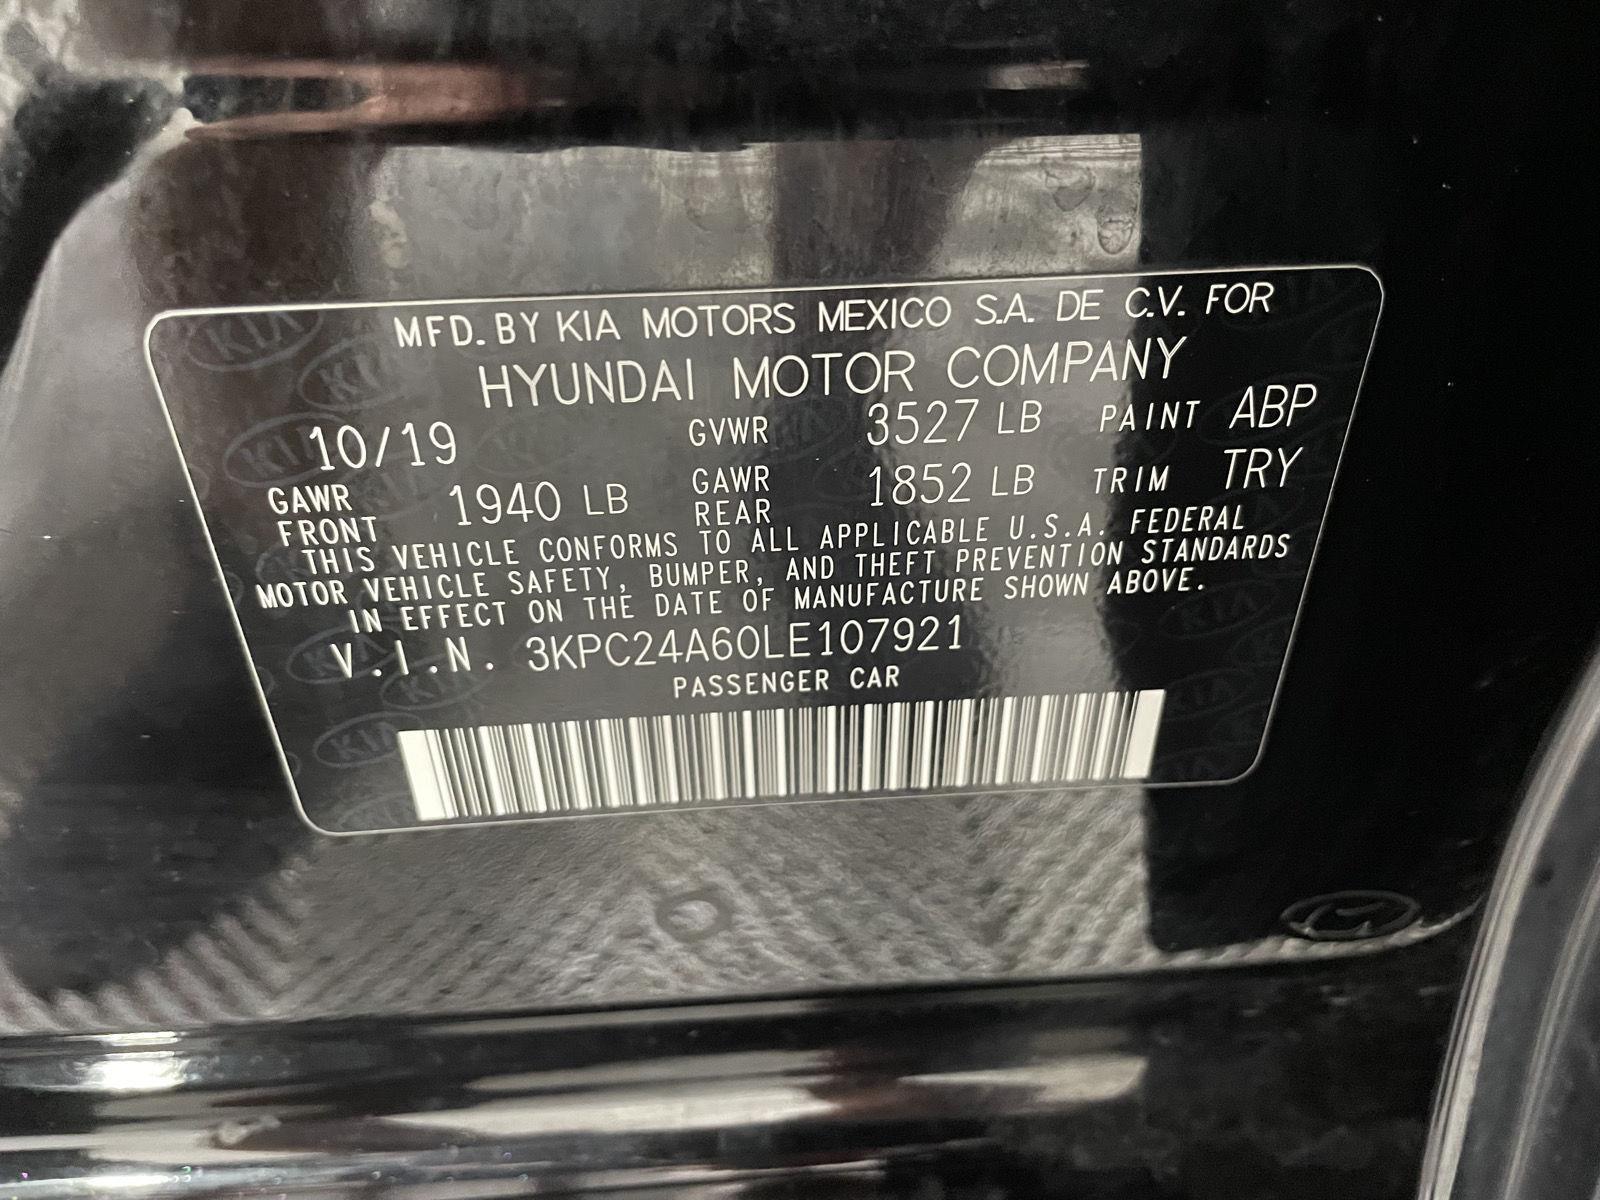 MFD. BY KIA MOTORS MEXICO S.A. DE C.V. FOR
HYUNDAI MOTOR COMPANY
10/19 GVWR 3527 LB PAINT ABP
GAWR FRONT 1940 LB GAWR REAR 1852 LB TRIM TRY
THIS VEHICLE CONFORMS TO ALL APPLICABLE U.S.A. FEDERAL
MOTOR VEHICLE SAFETY, BUMPER, AND THEFT PREVENTION STANDARDS
IN EFFECT ON THE DATE OF MANUFACTURE SHOWN ABOVE.
V.I.N. 3KPC24A60LE107921
PASSENGER CAR